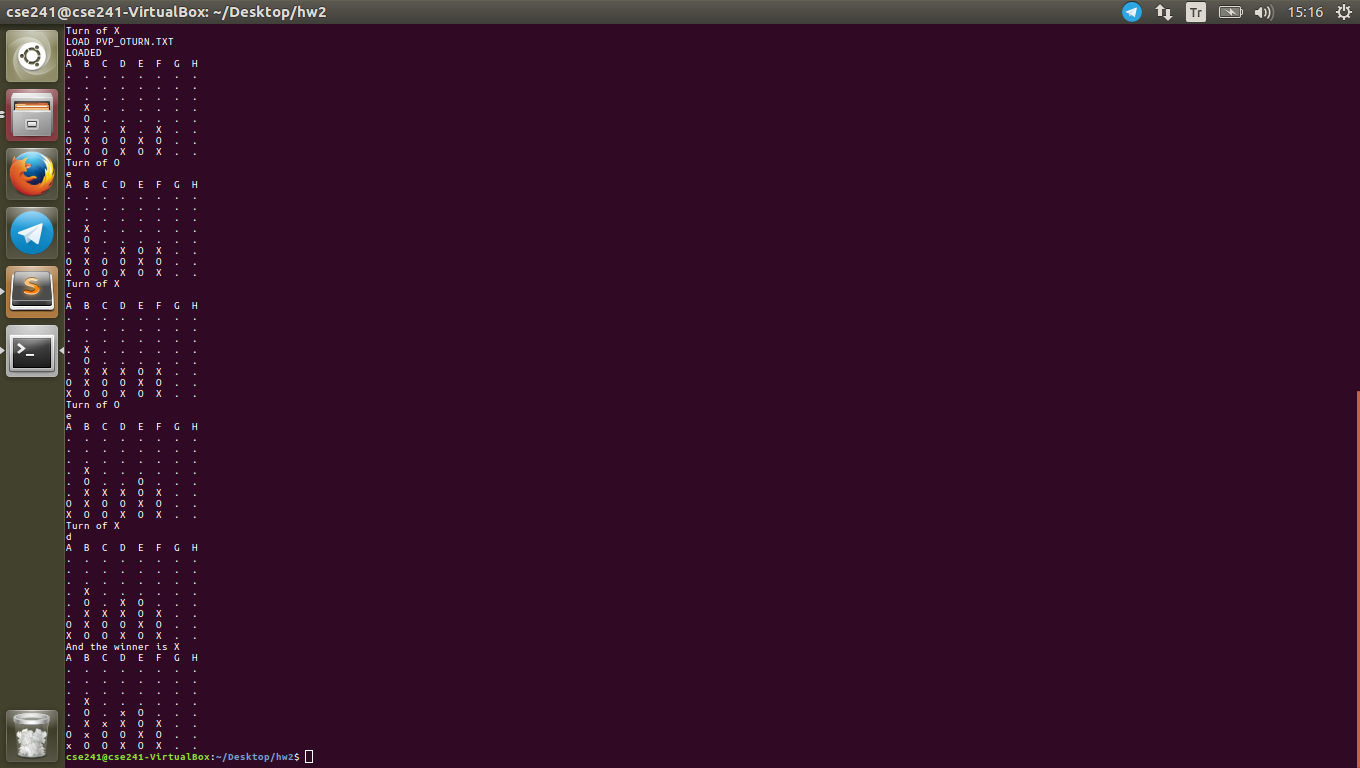 cse241@cse241-VirtualBox: ~/Desktop/hw2 Tr 15:16
Turn of X
LOAD PVP_OTURN.TXT
LOADED
A B C D E F G H
. . . . . . . .
. . . . . . . .
. . . . . . . .
. X . . . . . .
. O . . . . . .
. X . X . X . .
O X O O X O . .
X O O X O X . .
Turn of O
e
A B C D E F G H
. . . . . . . .
. . . . . . . .
. . . . . . . .
. X . . . . . .
. O . . . . . .
. X . X O X . .
O X O O X O . .
X O O X O X . .
Turn of X
c
A B C D E F G H
. . . . . . . .
. . . . . . . .
. . . . . . . .
. X . . . . . .
. O . . . . . .
. X X X O X . .
O X O O X O . .
X O O X O X . .
Turn of O
e
A B C D E F G H
. . . . . . . .
. . . . . . . .
. . . . . . . .
. X . . . . . .
. O . . O . . .
. X X X O X . .
O X O O X O . .
X O O X O X . .
Turn of X
d
A B C D E F G H
. . . . . . . .
. . . . . . . .
. . . . . . . .
. X . . . . . .
. O . X O . . .
. X X X O X . .
O X O O X O . .
X O O X O X . .
And the winner is X
A B C D E F G H
. . . . . . . .
. . . . . . . .
. . . . . . . .
. X . . . . . .
. O . x O . . .
. X x X O X . .
O x O O X O . .
x O O X O X . .
cse241@cse241-VirtualBox:~/Desktop/hw2$